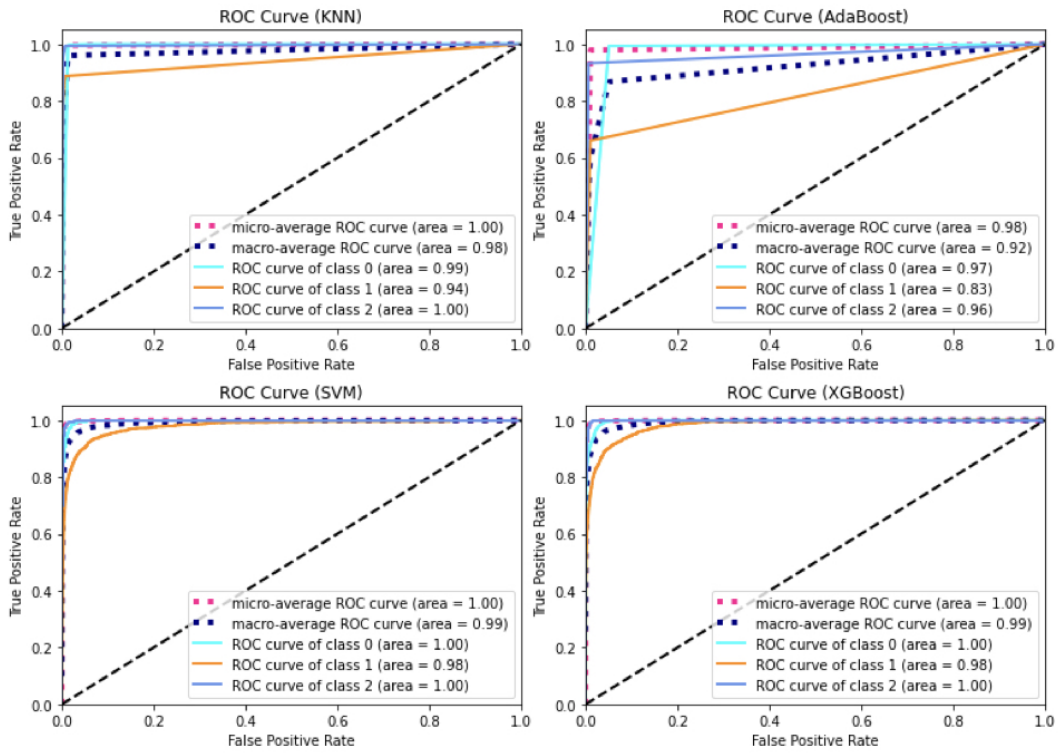 ROC Curve (KNN)
True Positive Rate
1.0
0.8
0.6
0.4
0.2
0.0
micro-average ROC curve (area = 1.00)
macro-average ROC curve (area = 0.98)
ROC curve of class 0 (area = 0.99)
ROC curve of class 1 (area = 0.94)
ROC curve of class 2 (area = 1.00)
0.0 0.2 0.4 0.6 0.8 1.0
False Positive Rate
ROC Curve (AdaBoost)
True Positive Rate
1.0
0.8
0.6
0.4
0.2
0.0
micro-average ROC curve (area = 0.98)
macro-average ROC curve (area = 0.92)
ROC curve of class 0 (area = 0.97)
ROC curve of class 1 (area = 0.83)
ROC curve of class 2 (area = 0.96)
0.0 0.2 0.4 0.6 0.8 1.0
False Positive Rate
ROC Curve (SVM)
True Positive Rate
1.0
0.8
0.6
0.4
0.2
0.0
micro-average ROC curve (area = 1.00)
macro-average ROC curve (area = 0.99)
ROC curve of class 0 (area = 1.00)
ROC curve of class 1 (area = 0.98)
ROC curve of class 2 (area = 1.00)
0.0 0.2 0.4 0.6 0.8 1.0
False Positive Rate
ROC Curve (XGBoost)
True Positive Rate
1.0
0.8
0.6
0.4
0.2
0.0
micro-average ROC curve (area = 1.00)
macro-average ROC curve (area = 0.99)
ROC curve of class 0 (area = 1.00)
ROC curve of class 1 (area = 0.98)
ROC curve of class 2 (area = 1.00)
0.0 0.2 0.4 0.6 0.8 1.0
False Positive Rate